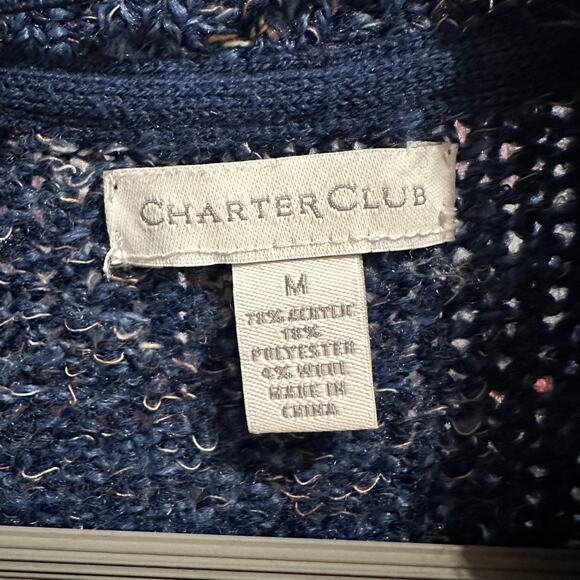 CHARTER CLUB
M
78% ACRYLIC
18%
POLYESTER
4% WOOL
MADE IN
CHINA